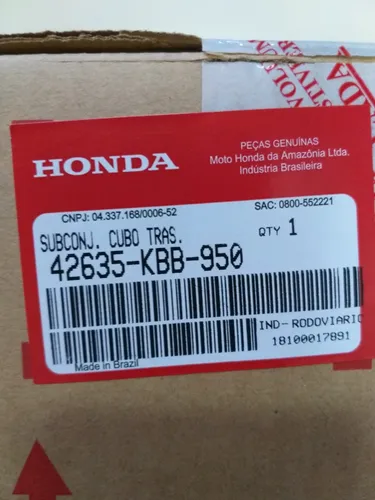 HONDA
PEÇAS GENUÍNAS
Moto Honda da Amazônia Ltda.
Indústria Brasileira
CNPJ: 04.337.168/0006-52
SAC: 0800-552221
SUBCONJ. CUBO TRAS.
QTY 1
42635-KBB-950
IND-RODOVIARIO
18100017891
Made in Brazil